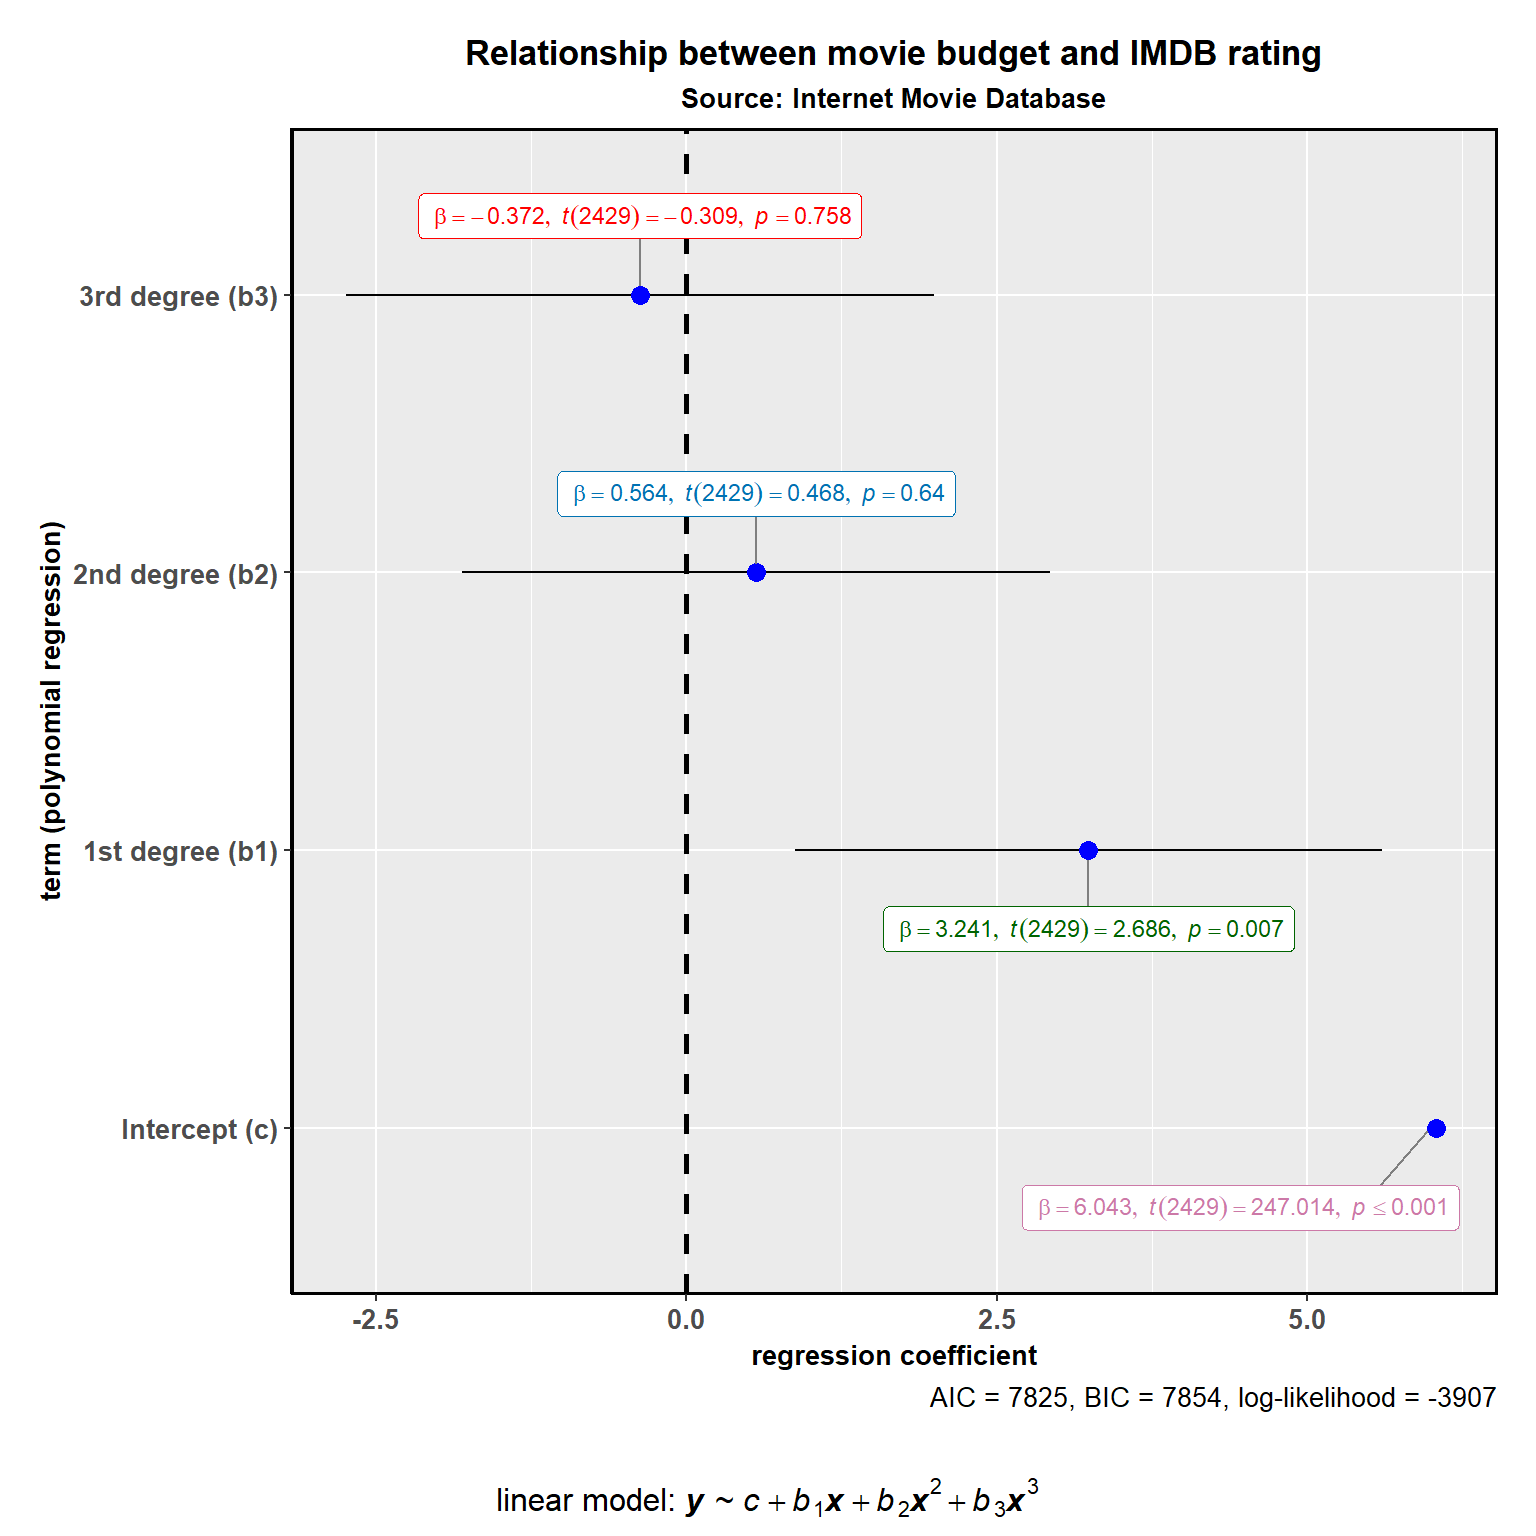 Relationship between movie budget and IMDB rating
Source: Internet Movie Database
term (polynomial regression)
3rd degree (b3)
β = −0.372, t(2429) = −0.309, p = 0.758
2nd degree (b2)
β = 0.564, t(2429) = 0.468, p = 0.64
1st degree (b1)
β = 3.241, t(2429) = 2.686, p = 0.007
Intercept (c)
β = 6.043, t(2429) = 247.014, p ≤ 0.001
-2.5 0.0 2.5 5.0
regression coefficient
AIC = 7825, BIC = 7854, log-likelihood = -3907
linear model: y ~ c + b₁x + b₂x² + b₃x³